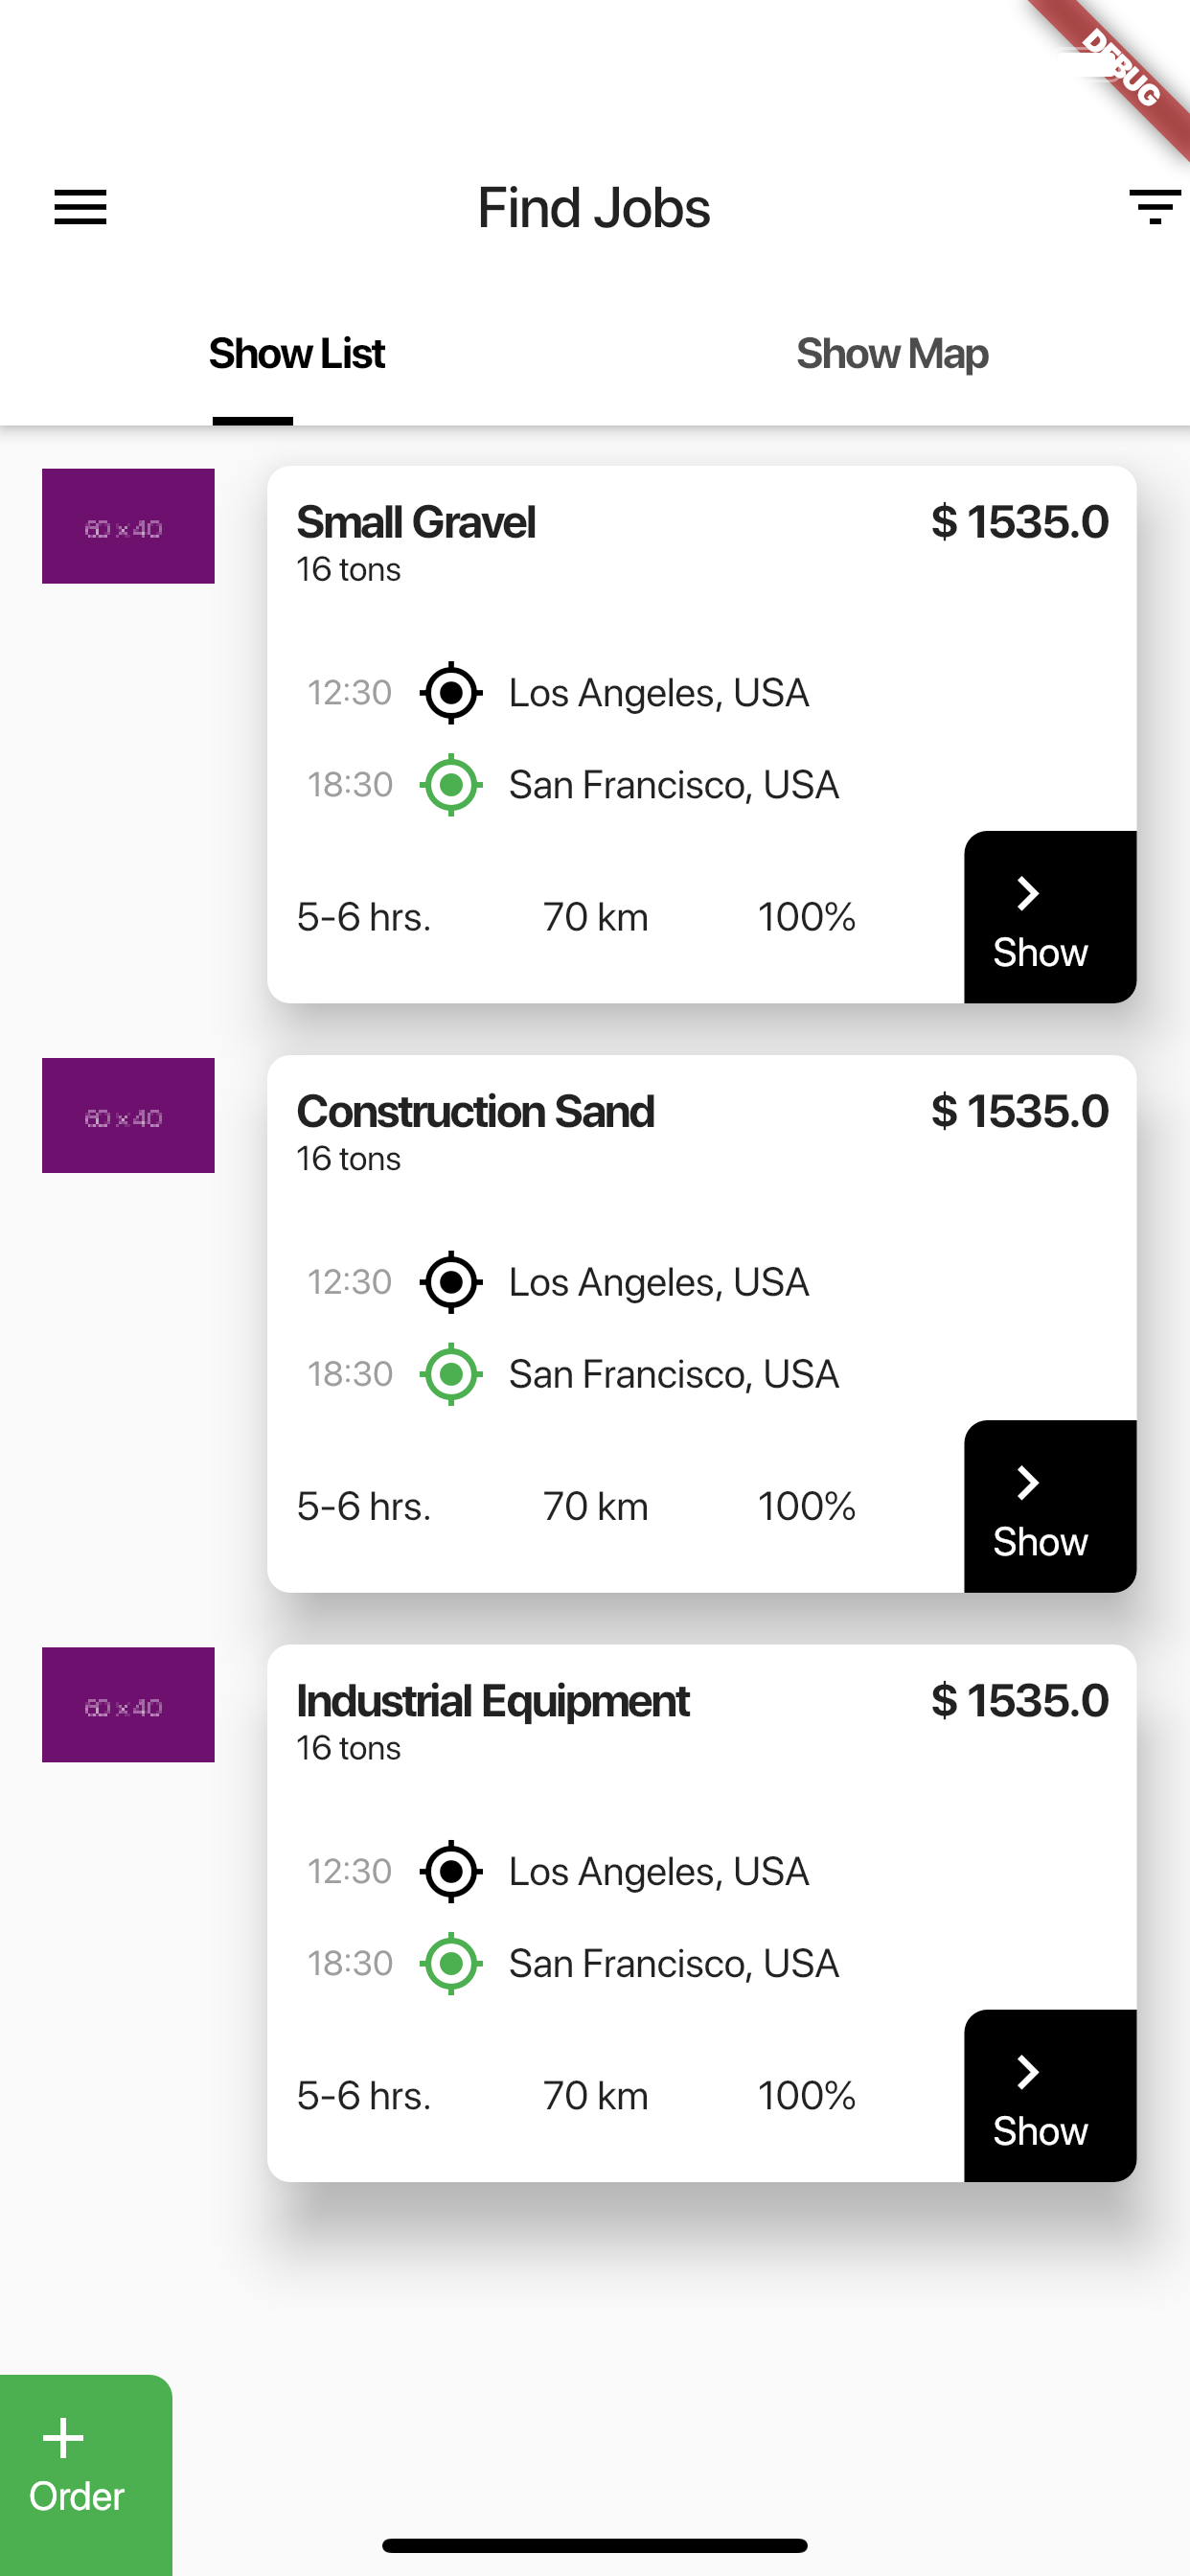 DEBUG
Find Jobs
Show List
Show Map
60 x 40
Small Gravel
$ 1535.0
16 tons
12:30
Los Angeles, USA
18:30
San Francisco, USA
5-6 hrs.
70 km
100%
Show
60 x 40
Construction Sand
$ 1535.0
16 tons
12:30
Los Angeles, USA
18:30
San Francisco, USA
5-6 hrs.
70 km
100%
Show
60 x 40
Industrial Equipment
$ 1535.0
16 tons
12:30
Los Angeles, USA
18:30
San Francisco, USA
5-6 hrs.
70 km
100%
Show
Order